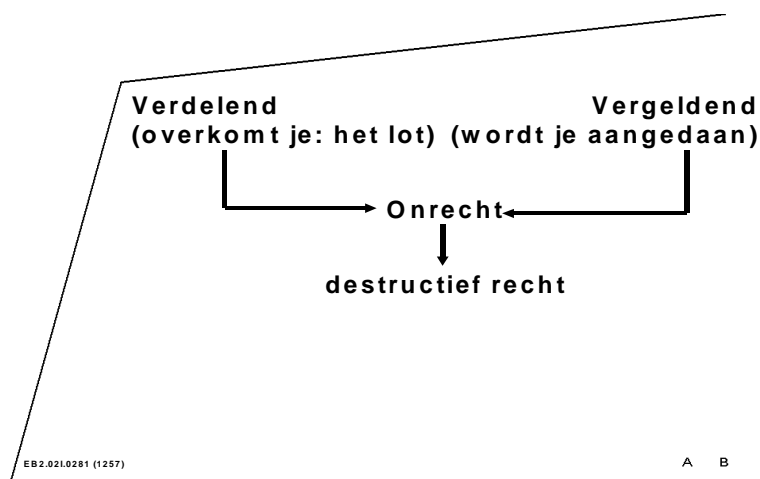 Verdelend Vergeldend
(overkomt je: het lot) (wordt je aangedaan)
Onrecht
destructief recht
EB2.02I.0281 (1257) A B